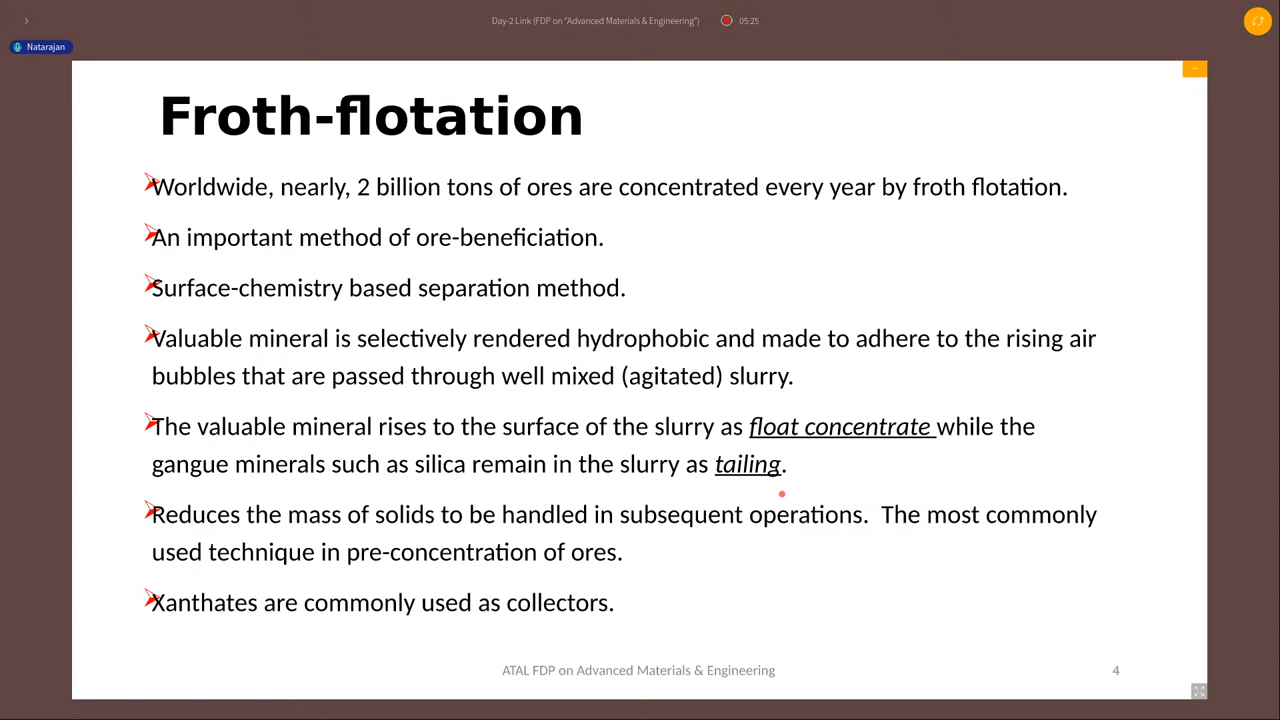 Day-2 Link (FDP on "Advanced Materials & Engineering")
05:25
Natarajan
Froth-flotation
Worldwide, nearly, 2 billion tons of ores are concentrated every year by froth flotation.
An important method of ore-beneficiation.
Surface-chemistry based separation method.
Valuable mineral is selectively rendered hydrophobic and made to adhere to the rising air
bubbles that are passed through well mixed (agitated) slurry.
The valuable mineral rises to the surface of the slurry as float concentrate while the
gangue minerals such as silica remain in the slurry as tailing.
Reduces the mass of solids to be handled in subsequent operations.  The most commonly
used technique in pre-concentration of ores.
Xanthates are commonly used as collectors.
ATAL FDP on Advanced Materials & Engineering
4